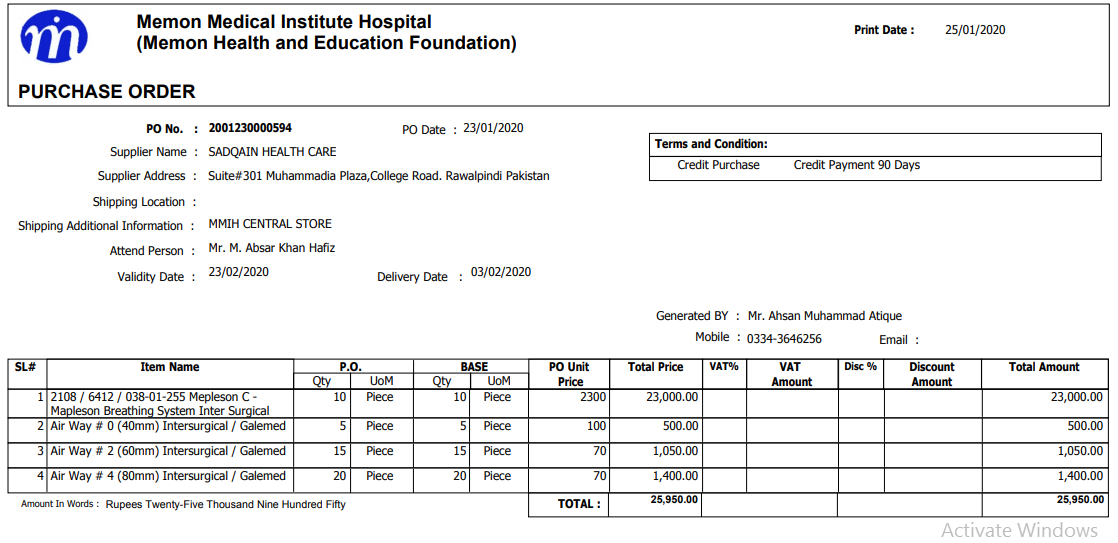 mi
Memon Medical Institute Hospital
(Memon Health and Education Foundation)
Print Date : 25/01/2020
PURCHASE ORDER
PO No. : 2001230000594 PO Date : 23/01/2020
Supplier Name : SADQAIN HEALTH CARE
Supplier Address : Suite#301 Muhammadia Plaza,College Road. Rawalpindi Pakistan
Shipping Location :
Shipping Additional Information : MMIH CENTRAL STORE
Attend Person : Mr. M. Absar Khan Hafiz
Validity Date : 23/02/2020 Delivery Date : 03/02/2020
Terms and Condition:
Credit Purchase Credit Payment 90 Days
Generated BY : Mr. Ahsan Muhammad Atique
Mobile : 0334-3646256 Email :
SL# Item Name P.O. BASE PO Unit Price Total Price VAT% VAT Amount Disc % Discount Amount Total Amount
Qty UoM Qty UoM
1 2108 / 6412 / 038-01-255 Mepleson C - 10 Piece 10 Piece 2300 23,000.00 23,000.00
Mapleson Breathing System Inter Surgical
2 Air Way # 0 (40mm) Intersurgical / Galemed 5 Piece 5 Piece 100 500.00 500.00
3 Air Way # 2 (60mm) Intersurgical / Galemed 15 Piece 15 Piece 70 1,050.00 1,050.00
4 Air Way # 4 (80mm) Intersurgical / Galemed 20 Piece 20 Piece 70 1,400.00 1,400.00
Amount In Words : Rupees Twenty-Five Thousand Nine Hundred Fifty TOTAL : 25,950.00 25,950.00
Activate Windows